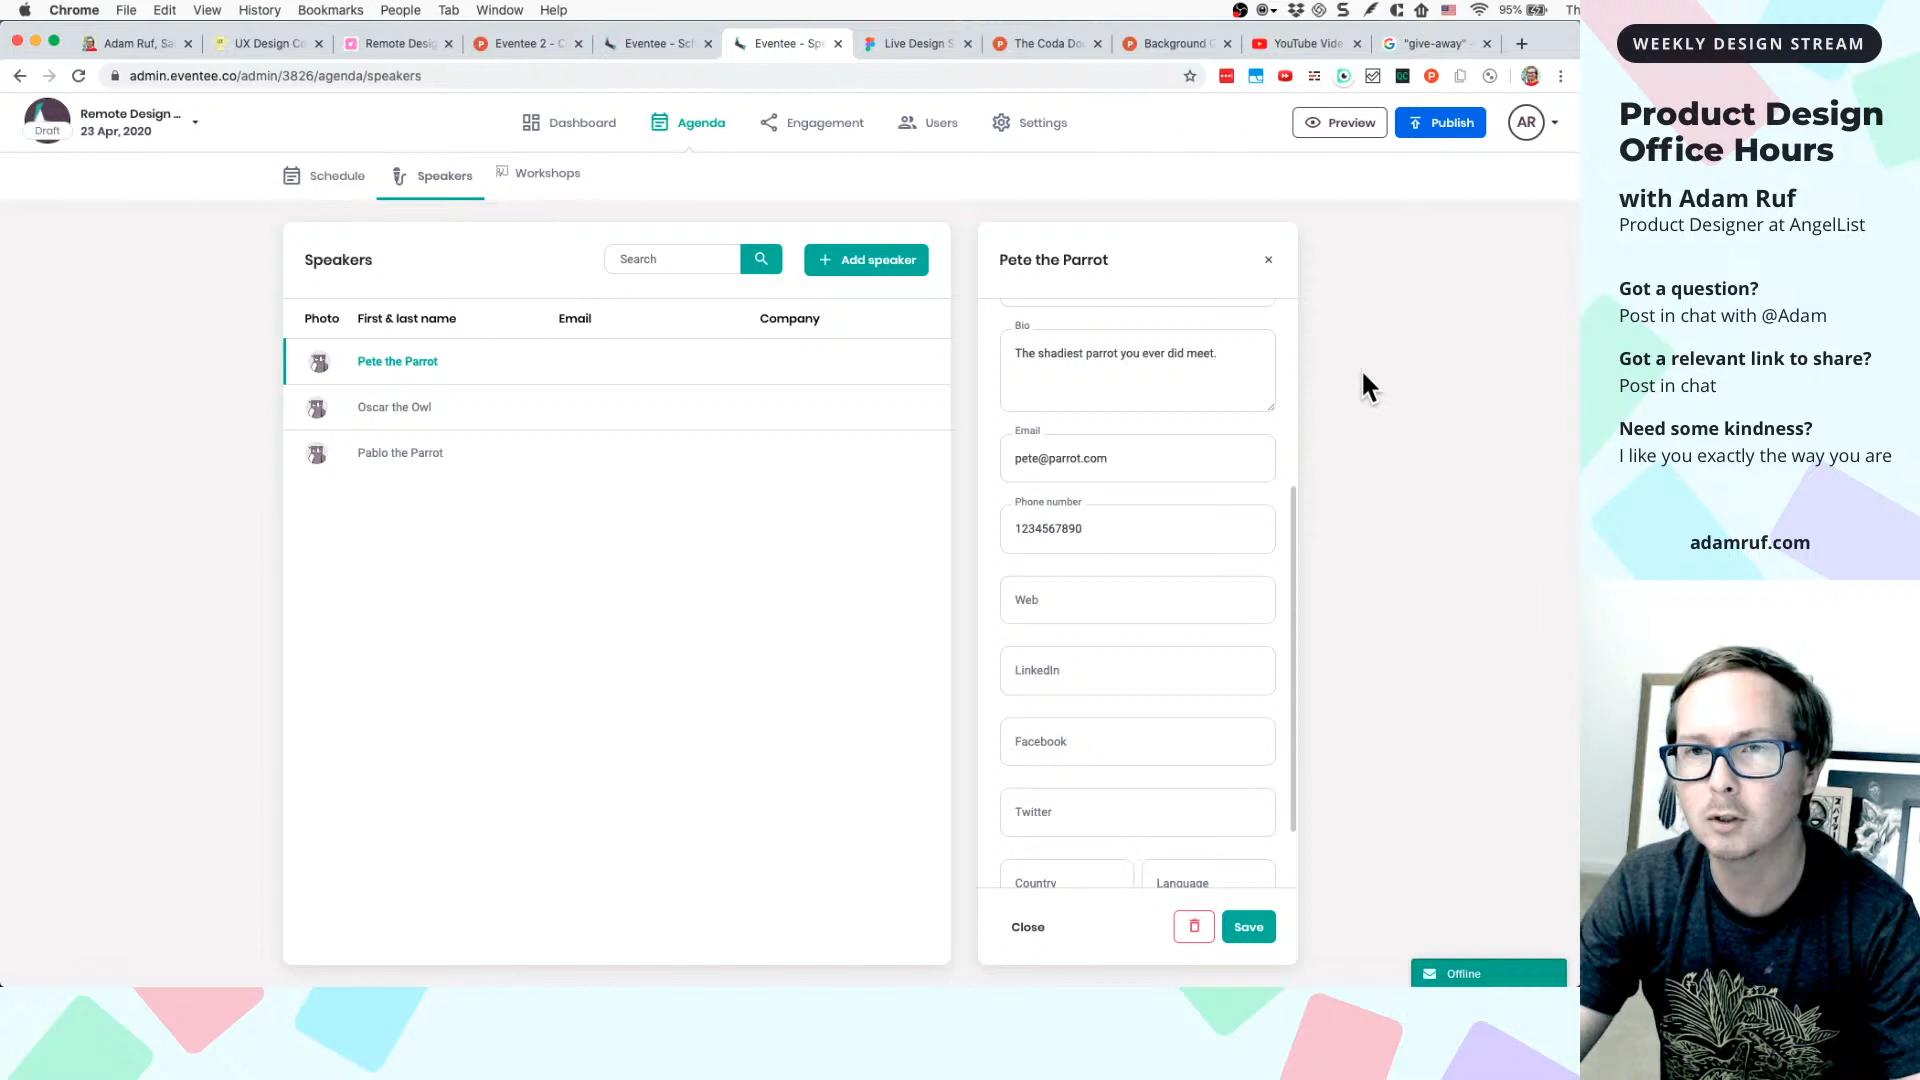 Chrome File Edit View History Bookmarks People Tab Window Help 95% Th
Adam Ruf, Sa UX Design Co Remote Desig Eventee 2 - C Eventee - Sch Eventee - Spe Live Design S The Coda Do Background C YouTube Vide "give-away"
admin.eventee.co/admin/3826/agenda/speakers
Draft
Remote Design ...
23 Apr, 2020
Dashboard Agenda Engagement Users Settings Preview Publish AR
Schedule Speakers Workshops
Speakers Search Add speaker
Photo First & last name Email Company
Pete the Parrot
Oscar the Owl
Pablo the Parrot
Pete the Parrot
Bio
The shadiest parrot you ever did meet.
Email
pete@parrot.com
Phone number
1234567890
Web
LinkedIn
Facebook
Twitter
Country Language
Close Save
Offline
WEEKLY DESIGN STREAM
Product Design
Office Hours
with Adam Ruf
Product Designer at AngelList
Got a question?
Post in chat with @Adam
Got a relevant link to share?
Post in chat
Need some kindness?
I like you exactly the way you are
adamruf.com